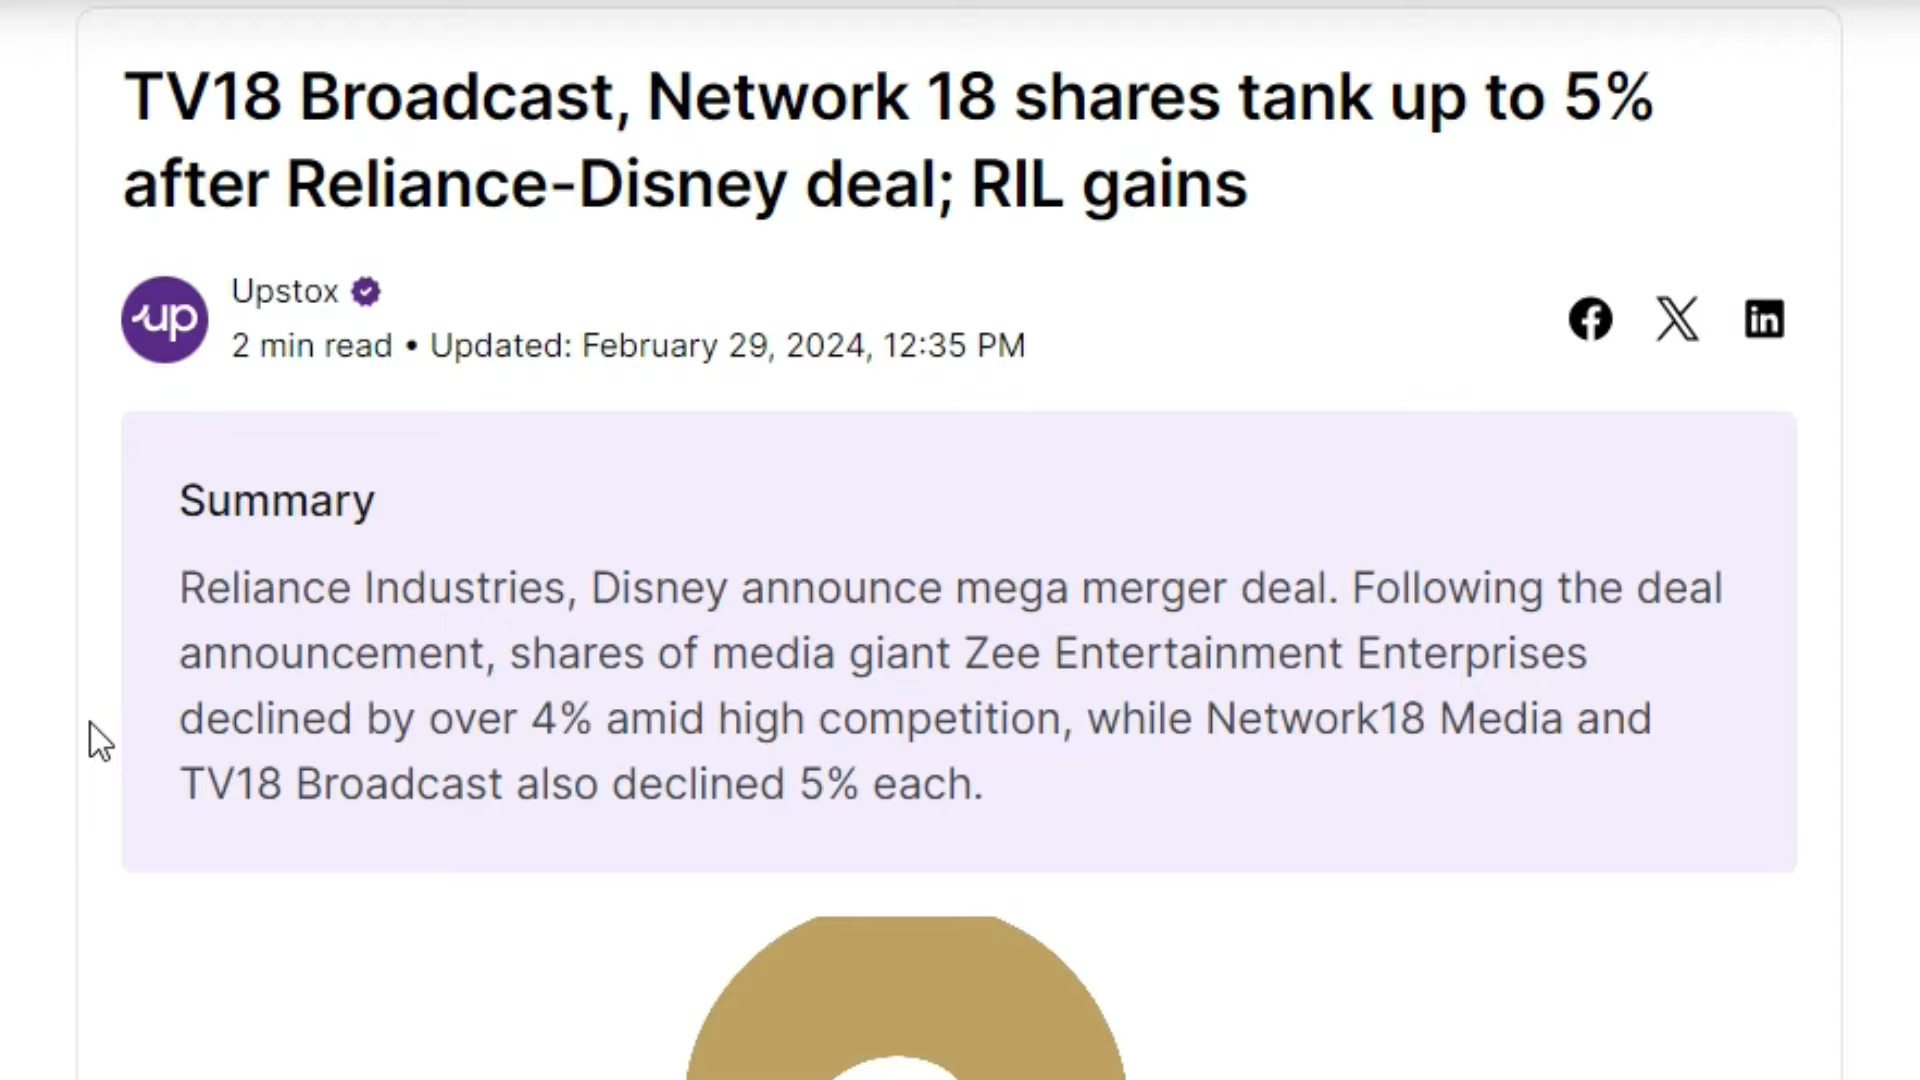 TV18 Broadcast, Network 18 shares tank up to 5%
after Reliance-Disney deal; RIL gains
up
Upstox
2 min read • Updated: February 29, 2024, 12:35 PM
Summary
Reliance Industries, Disney announce mega merger deal. Following the deal
announcement, shares of media giant Zee Entertainment Enterprises
declined by over 4% amid high competition, while Network18 Media and
TV18 Broadcast also declined 5% each.